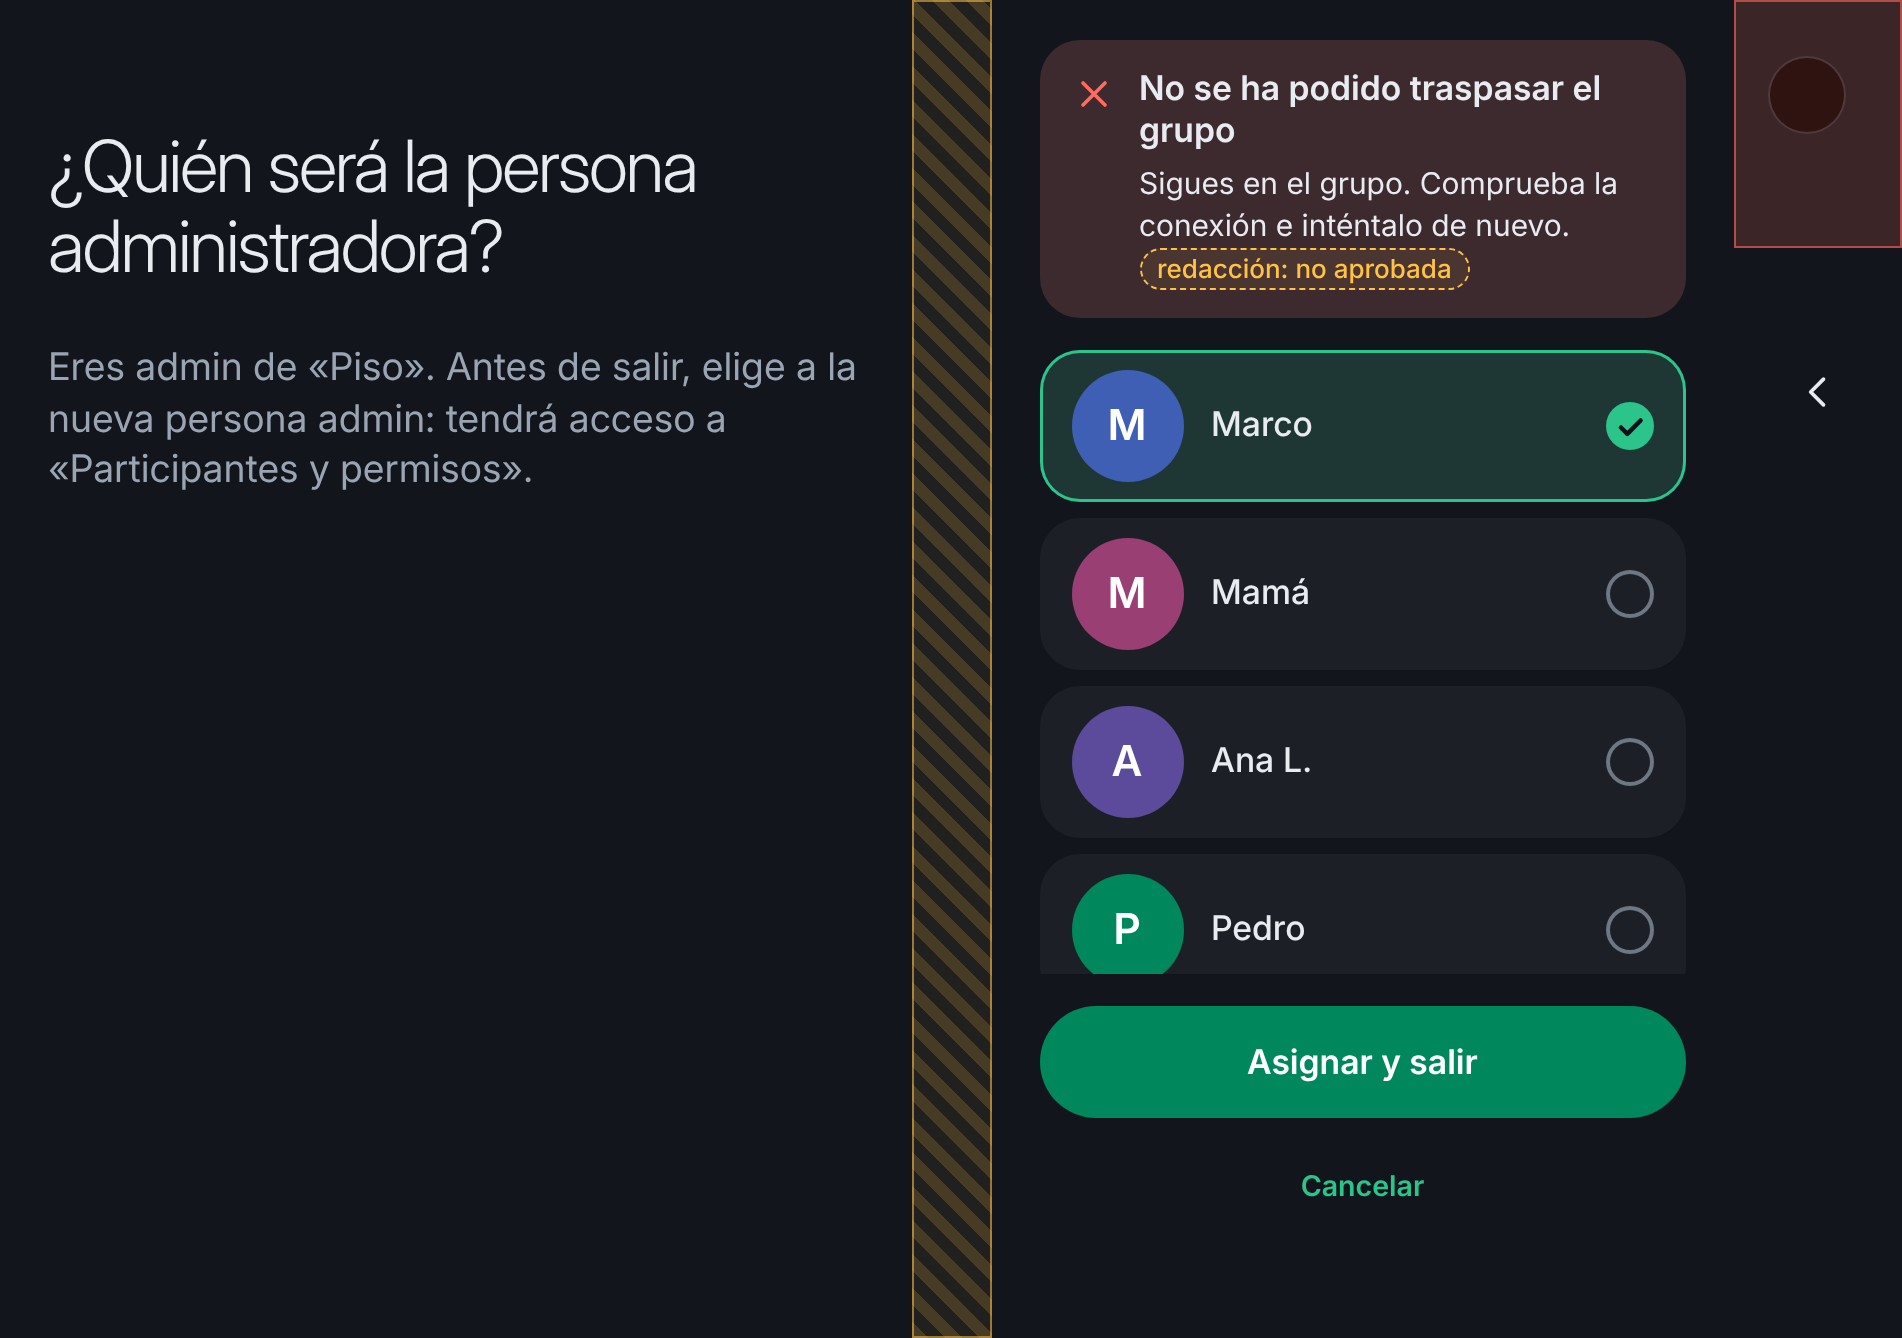 ¿Quién será la persona
administradora?
Eres admin de «Piso». Antes de salir, elige a la
nueva persona admin: tendrá acceso a
«Participantes y permisos».
No se ha podido traspasar el
grupo
Sigues en el grupo. Comprueba la
conexión e inténtalo de nuevo.
redacción: no aprobada
M
Marco
M
Mamá
A
Ana L.
P
Pedro
Asignar y salir
Cancelar